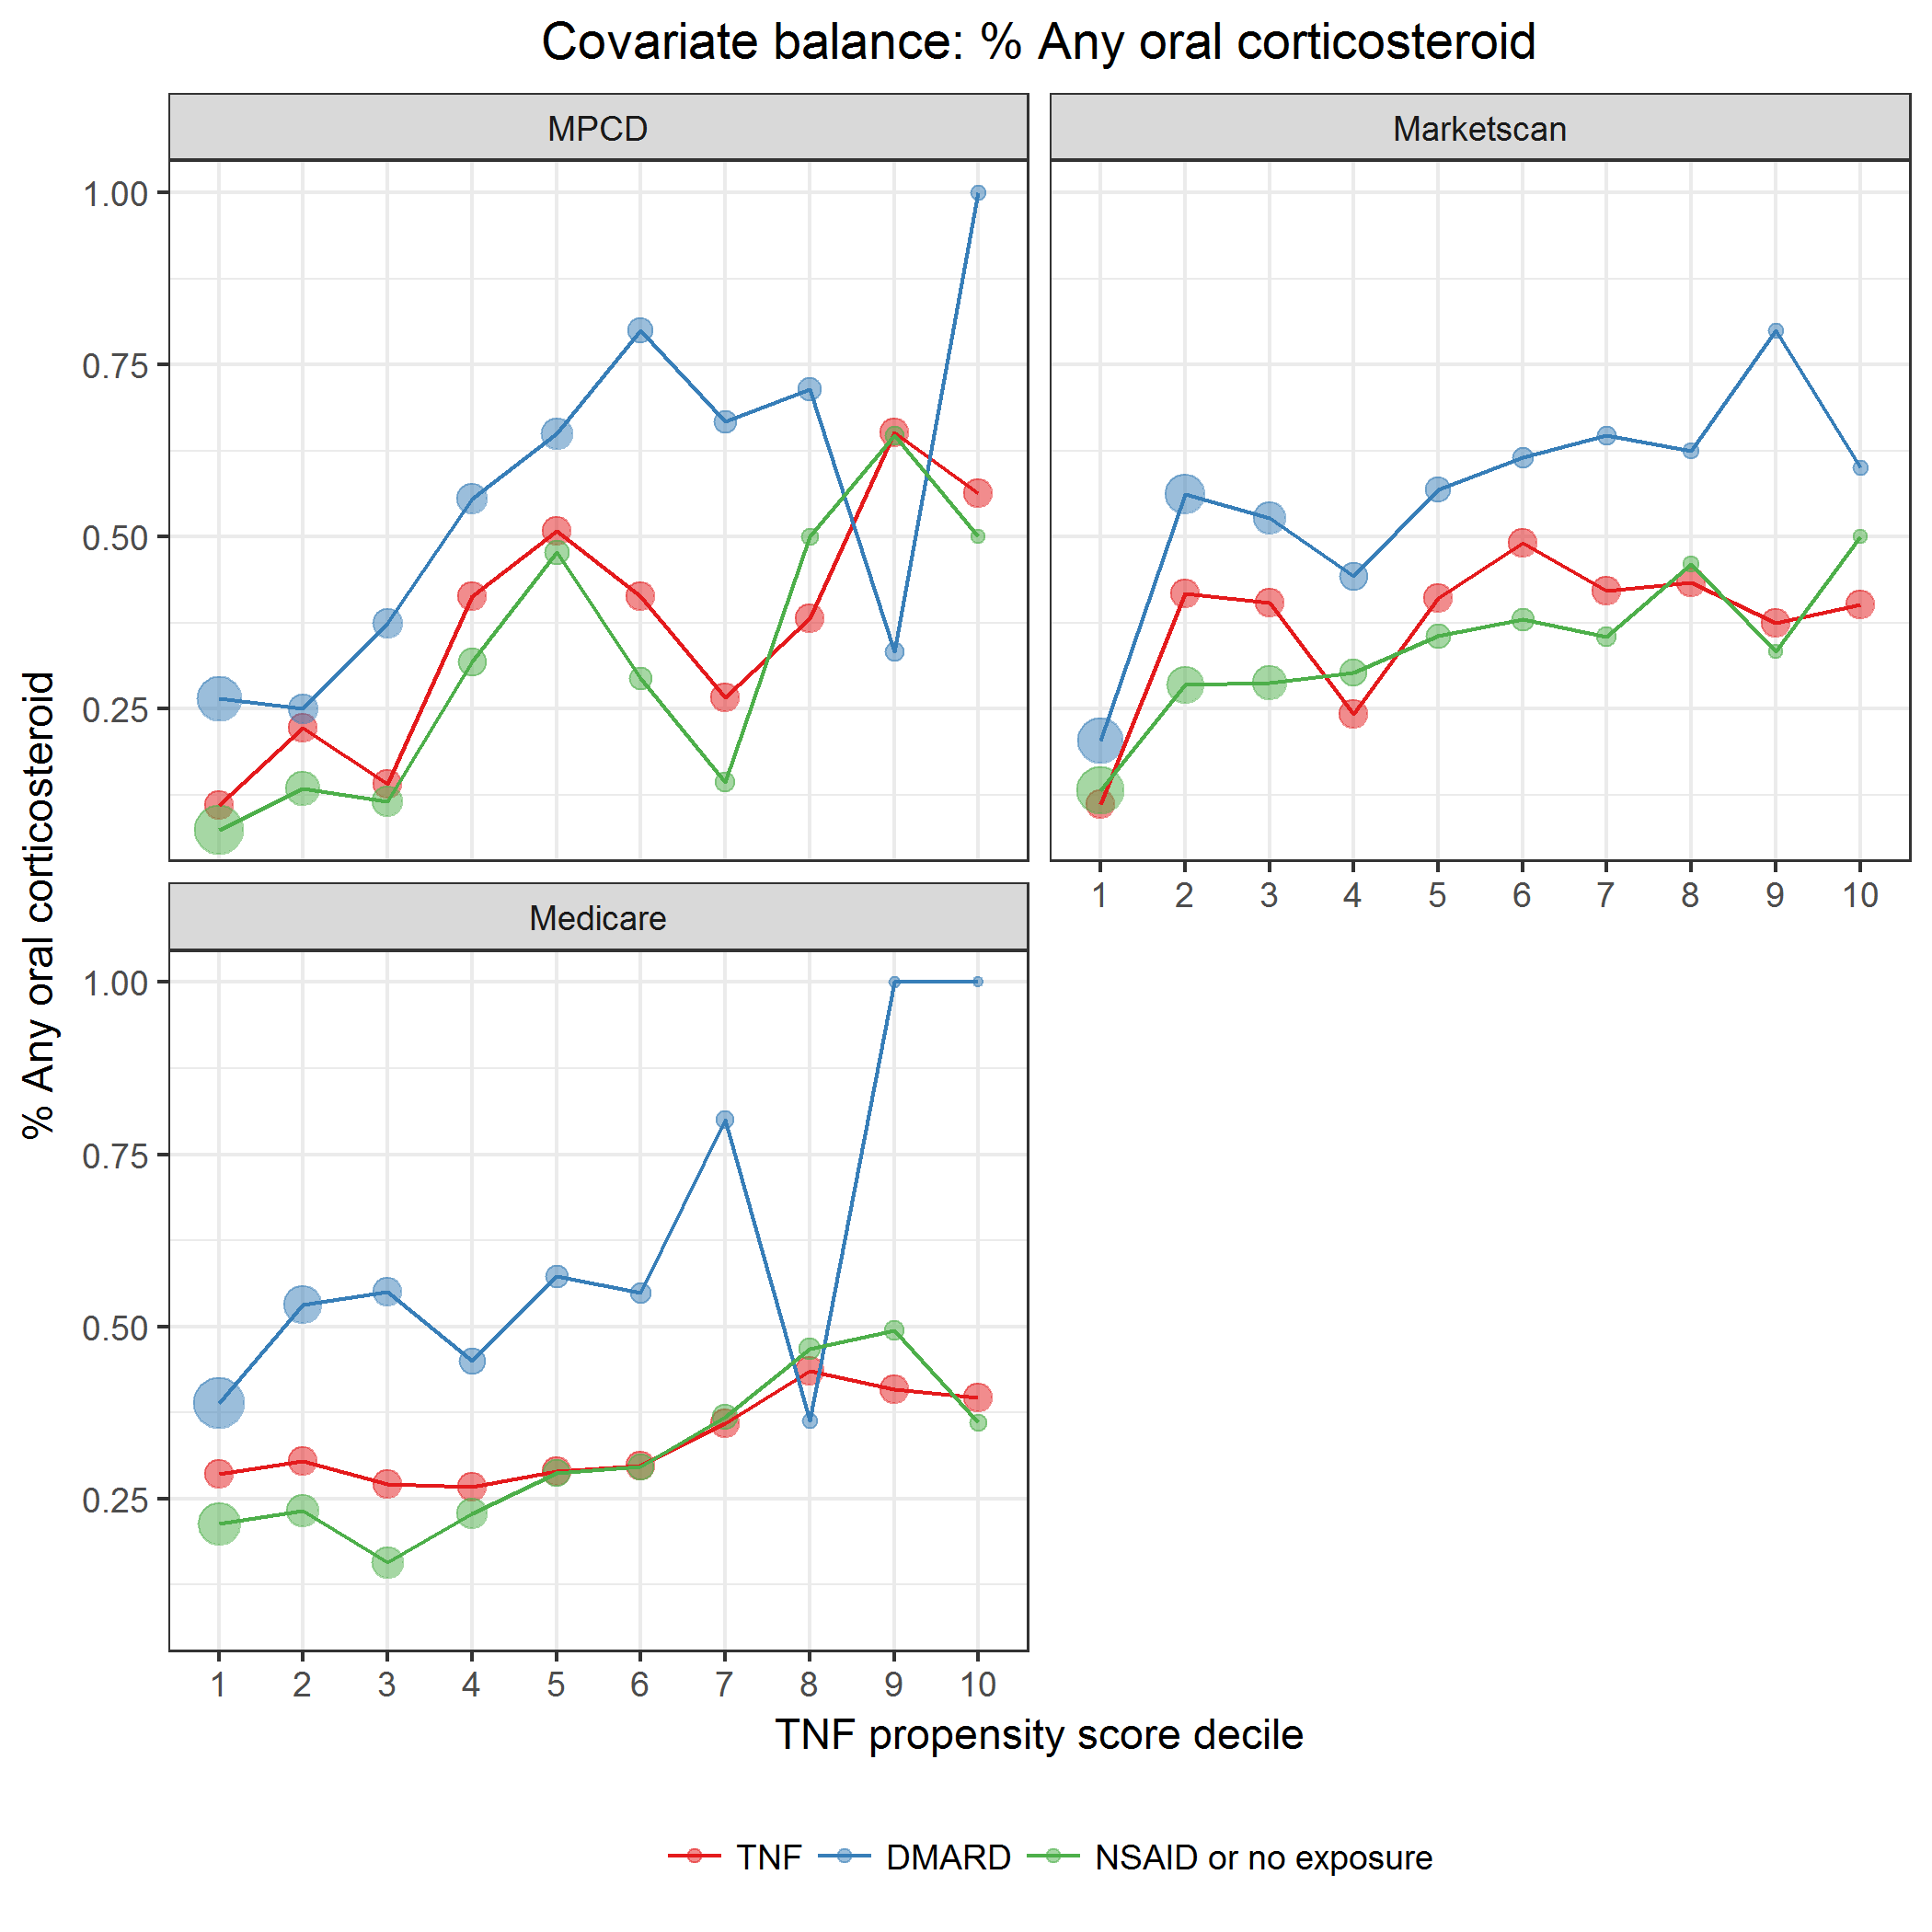 Covariate balance: % Any oral corticosteroid
MPCD
Marketscan
1.00
0.75
0.50
0.25
1 2 3 4 5 6 7 8 9 10
Medicare
1.00
0.75
0.50
0.25
1 2 3 4 5 6 7 8 9 10
% Any oral corticosteroid
TNF propensity score decile
TNF DMARD NSAID or no exposure